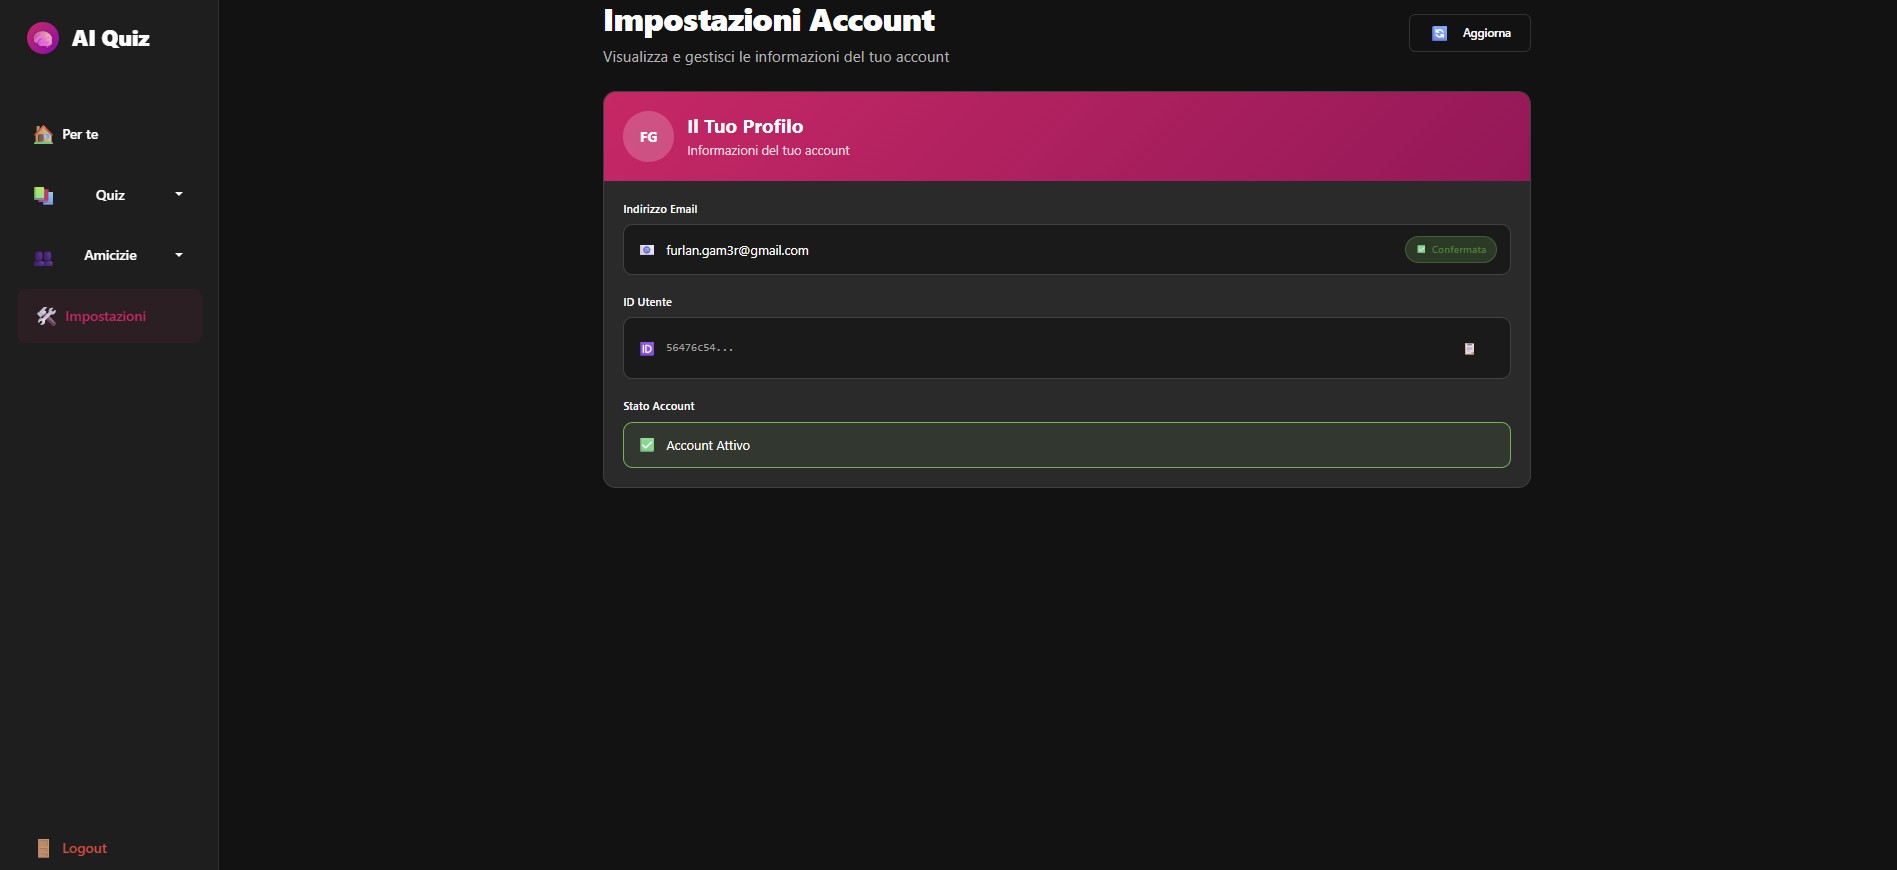 AI Quiz
Per te
Quiz
Amicizie
Impostazioni
Logout
Impostazioni Account
Visualizza e gestisci le informazioni del tuo account
Aggiorna
FG
Il Tuo Profilo
Informazioni del tuo account
Indirizzo Email
furlan.gam3r@gmail.com
Confermata
ID Utente
ID
56476c54...
Stato Account
Account Attivo